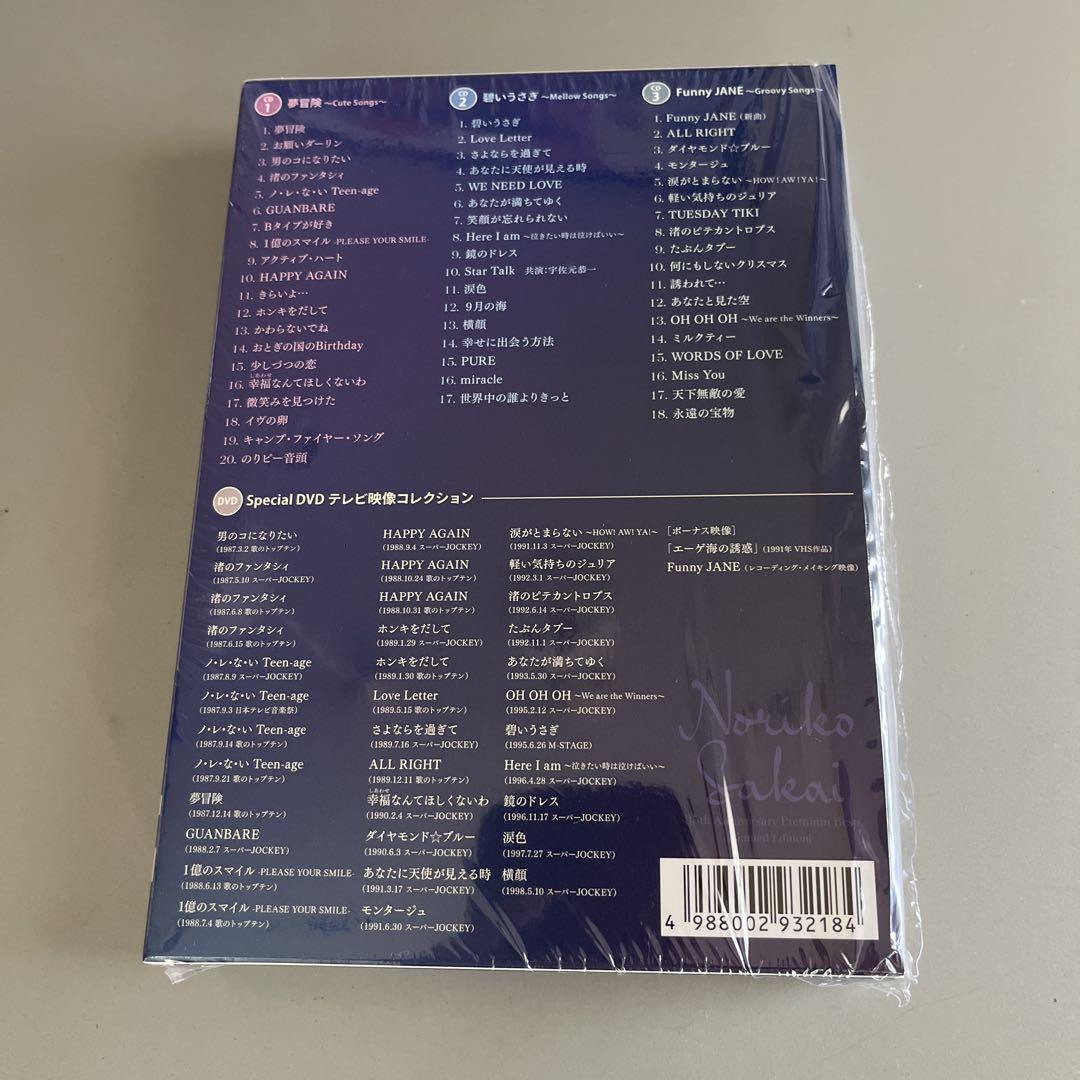 CD 1 夢冒険 ~Cute Songs~
1. 夢冒険
2. お願いダーリン
3. 男のコになりたい
4. 渚のファンタシィ
5. ノ・レ・な・い Teen-age
6. GUANBARE
7. Bタイプが好き
8. 1億のスマイル -PLEASE YOUR SMILE-
9. アクティブ・ハート
10. HAPPY AGAIN
11. きらいよ…
12. ホンキをだして
13. かわらないでね
14. おとぎの国のBirthday
15. 少しづつの恋
しあわせ
16. 幸福なんてほしくないわ
17. 微笑みを見つけた
18. イヴの卵
19. キャンプ・ファイヤー・ソング
20. のりピー音頭
CD 2 碧いうさぎ ~Mellow Songs~
1. 碧いうさぎ
2. Love Letter
3. さよならを過ぎて
4. あなたに天使が見える時
5. WE NEED LOVE
6. あなたが満ちてゆく
7. 笑顔が忘れられない
8. Here I am ~泣きたい時は泣けばいい~
9. 鏡のドレス
10. Star Talk 共演:宇佐元恭一
11. 涙色
12. 9月の海
13. 横顔
14. 幸せに出会う方法
15. PURE
16. miracle
17. 世界中の誰よりきっと
CD 3 Funny JANE ~Groovy Songs~
1. Funny JANE (新曲)
2. ALL RIGHT
3. ダイヤモンド☆ブルー
4. モンタージュ
5. 涙がとまらない ~HOW! AW! YA!~
6. 軽い気持ちのジュリア
7. TUESDAY TIKI
8. 渚のピテカントロプス
9. たぶんタブー
10. 何にもしないクリスマス
11. 誘われて…
12. あなたと見た空
13. OH OH OH ~We are the Winners~
14. ミルクティー
15. WORDS OF LOVE
16. Miss You
17. 天下無敵の愛
18. 永遠の宝物
DVD Special DVD テレビ映像コレクション
男のコになりたい
(1987.3.2 歌のトップテン)
渚のファンタシィ
(1987.5.10 スーパーJOCKEY)
渚のファンタシィ
(1987.6.8 歌のトップテン)
渚のファンタシィ
(1987.6.15 歌のトップテン)
ノ・レ・な・い Teen-age
(1987.8.9 スーパーJOCKEY)
ノ・レ・な・い Teen-age
(1987.9.3 日本テレビ音楽祭)
ノ・レ・な・い Teen-age
(1987.9.14 歌のトップテン)
ノ・レ・な・い Teen-age
(1987.9.21 歌のトップテン)
夢冒険
(1987.12.14 歌のトップテン)
GUANBARE
(1988.2.7 スーパーJOCKEY)
1億のスマイル -PLEASE YOUR SMILE-
(1988.6.13 歌のトップテン)
1億のスマイル -PLEASE YOUR SMILE-
(1988.7.4 歌のトップテン)
HAPPY AGAIN
(1988.9.4 スーパーJOCKEY)
HAPPY AGAIN
(1988.10.24 歌のトップテン)
HAPPY AGAIN
(1988.10.31 歌のトップテン)
ホンキをだして
(1989.1.29 スーパーJOCKEY)
ホンキをだして
(1989.1.30 歌のトップテン)
Love Letter
(1989.5.15 歌のトップテン)
さよならを過ぎて
(1989.7.16 スーパーJOCKEY)
ALL RIGHT
(1989.12.11 歌のトップテン)
しあわせ
幸福なんてほしくないわ
(1990.2.4 スーパーJOCKEY)
ダイヤモンド☆ブルー
(1990.6.3 スーパーJOCKEY)
あなたに天使が見える時
(1991.3.17 スーパーJOCKEY)
モンタージュ
(1991.6.30 スーパーJOCKEY)
涙がとまらない ~HOW! AW! YA!~
(1991.11.3 スーパーJOCKEY)
軽い気持ちのジュリア
(1992.3.1 スーパーJOCKEY)
渚のピテカントロプス
(1992.6.14 スーパーJOCKEY)
たぶんタブー
(1992.11.1 スーパーJOCKEY)
あなたが満ちてゆく
(1993.5.30 スーパーJOCKEY)
OH OH OH ~We are the Winners~
(1995.2.12 スーパーJOCKEY)
碧いうさぎ
(1995.6.26 M-STAGE)
Here I am ~泣きたい時は泣けばいい~
(1996.4.28 スーパーJOCKEY)
鏡のドレス
(1996.11.17 スーパーJOCKEY)
涙色
(1997.7.27 スーパーJOCKEY)
横顔
(1998.5.10 スーパーJOCKEY)
[ボーナス映像]
「エーゲ海の誘惑」(1991年 VHS作品)
Funny JANE (レコーディング・メイキング映像)
Noriko
Sakai
Anniversary Premium Best
Edition
4 988002 932184